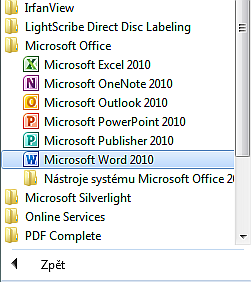 IrfanView
LightScribe Direct Disc Labeling
Microsoft Office
Microsoft Excel 2010
Microsoft OneNote 2010
Microsoft Outlook 2010
Microsoft PowerPoint 2010
Microsoft Publisher 2010
Microsoft Word 2010
Nástroje systému Microsoft Office 2
Microsoft Silverlight
Online Services
PDF Complete
Zpět